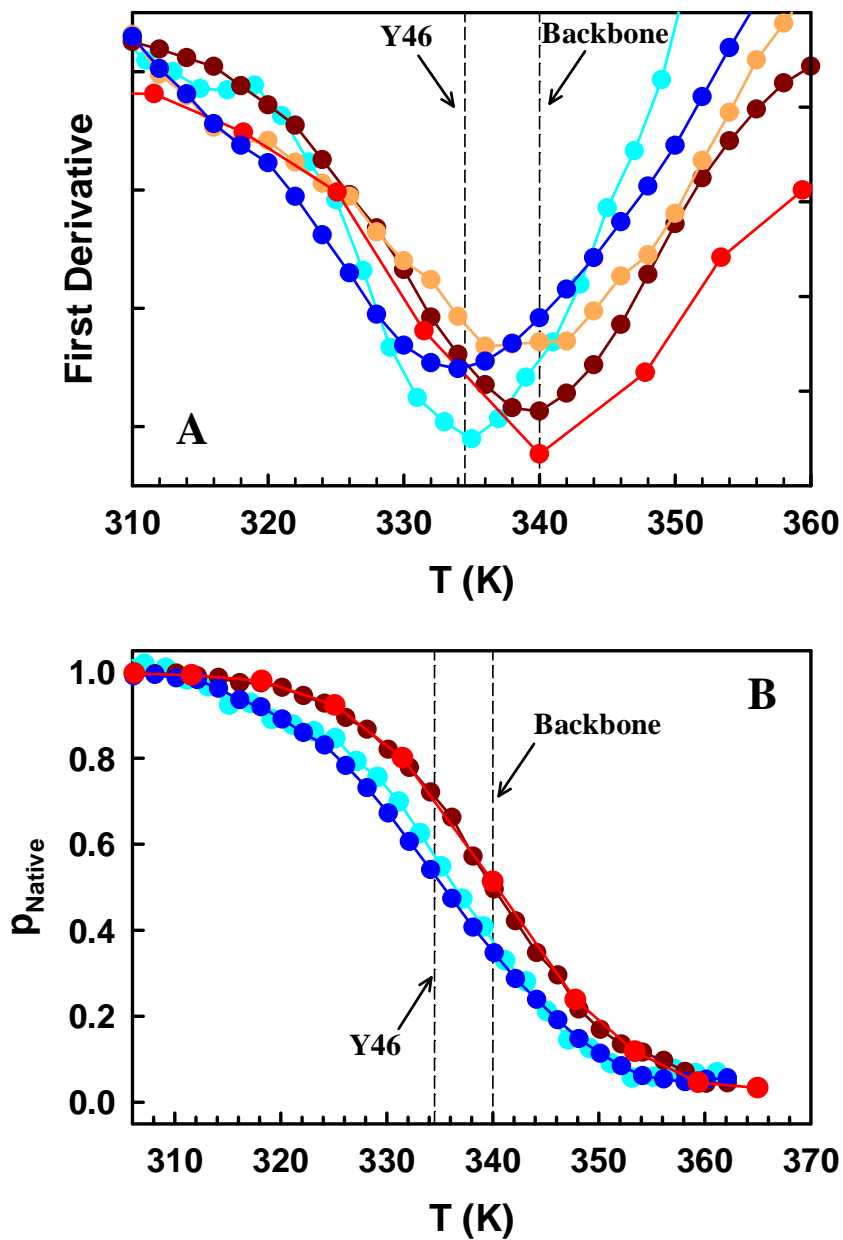 Y46
Backbone
First Derivative
A
310 320 330 340 350 360
T (K)
1.0
0.8
0.6
0.4
0.2
0.0
pNative
B
Backbone
Y46
310 320 330 340 350 360 370
T (K)